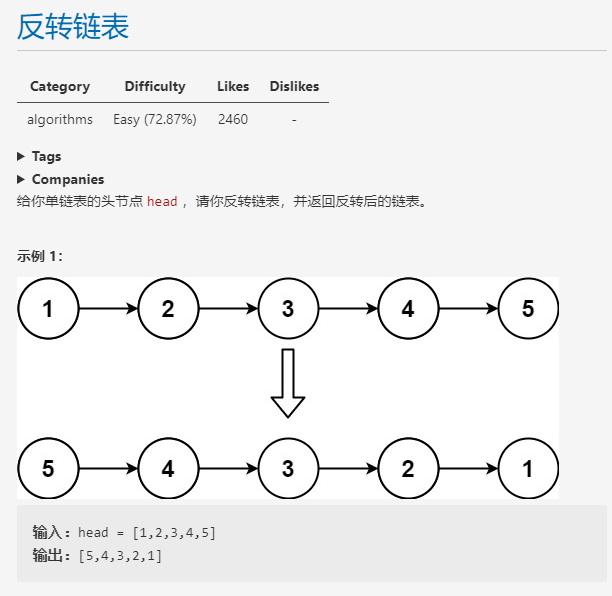 反转链表
Category Difficulty Likes Dislikes
algorithms Easy (72.87%) 2460 -
Tags
Companies
给你单链表的头节点 head ，请你反转链表，并返回反转后的链表。
示例 1：
1 2 3 4 5
5 4 3 2 1
输入：head = [1,2,3,4,5]
输出：[5,4,3,2,1]